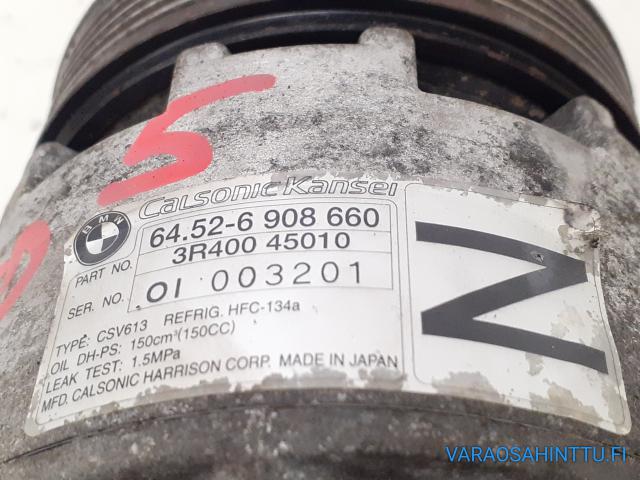 5
Calsonic Kansei
BMW
64.52-6 908 660
PART NO. 3R400 45010
SER. NO. OI 003201
TYPE: CSV613 REFRIG. HFC-134a
OIL DH-PS: 150cm³(150CC)
LEAK TEST: 1.5MPa
MFD. CALSONIC HARRISON CORP. MADE IN JAPAN
N
VARAOSAHINTTU.FI